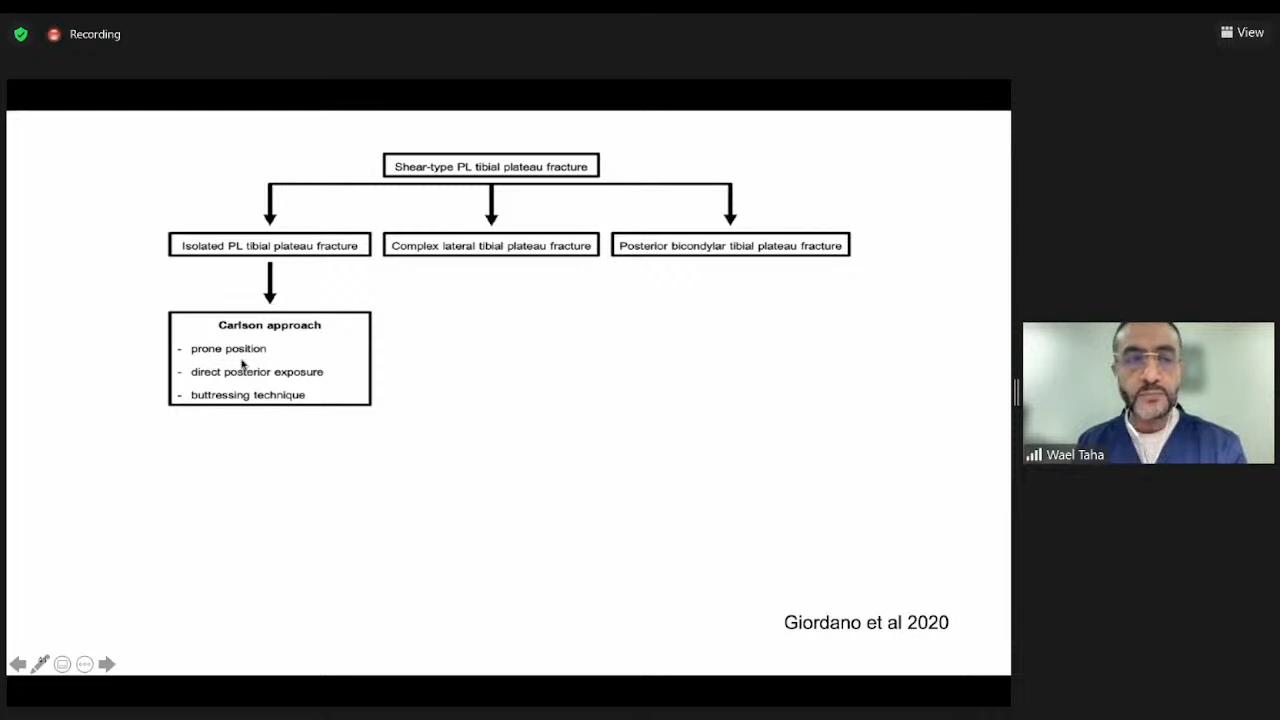 Recording
View
Shear-type PL tibial plateau fracture
Isolated PL tibial plateau fracture
Complex lateral tibial plateau fracture
Posterior bicondylar tibial plateau fracture
Carlson approach
- prone position
- direct posterior exposure
- buttressing technique
Wael Taha
Giordano et al 2020